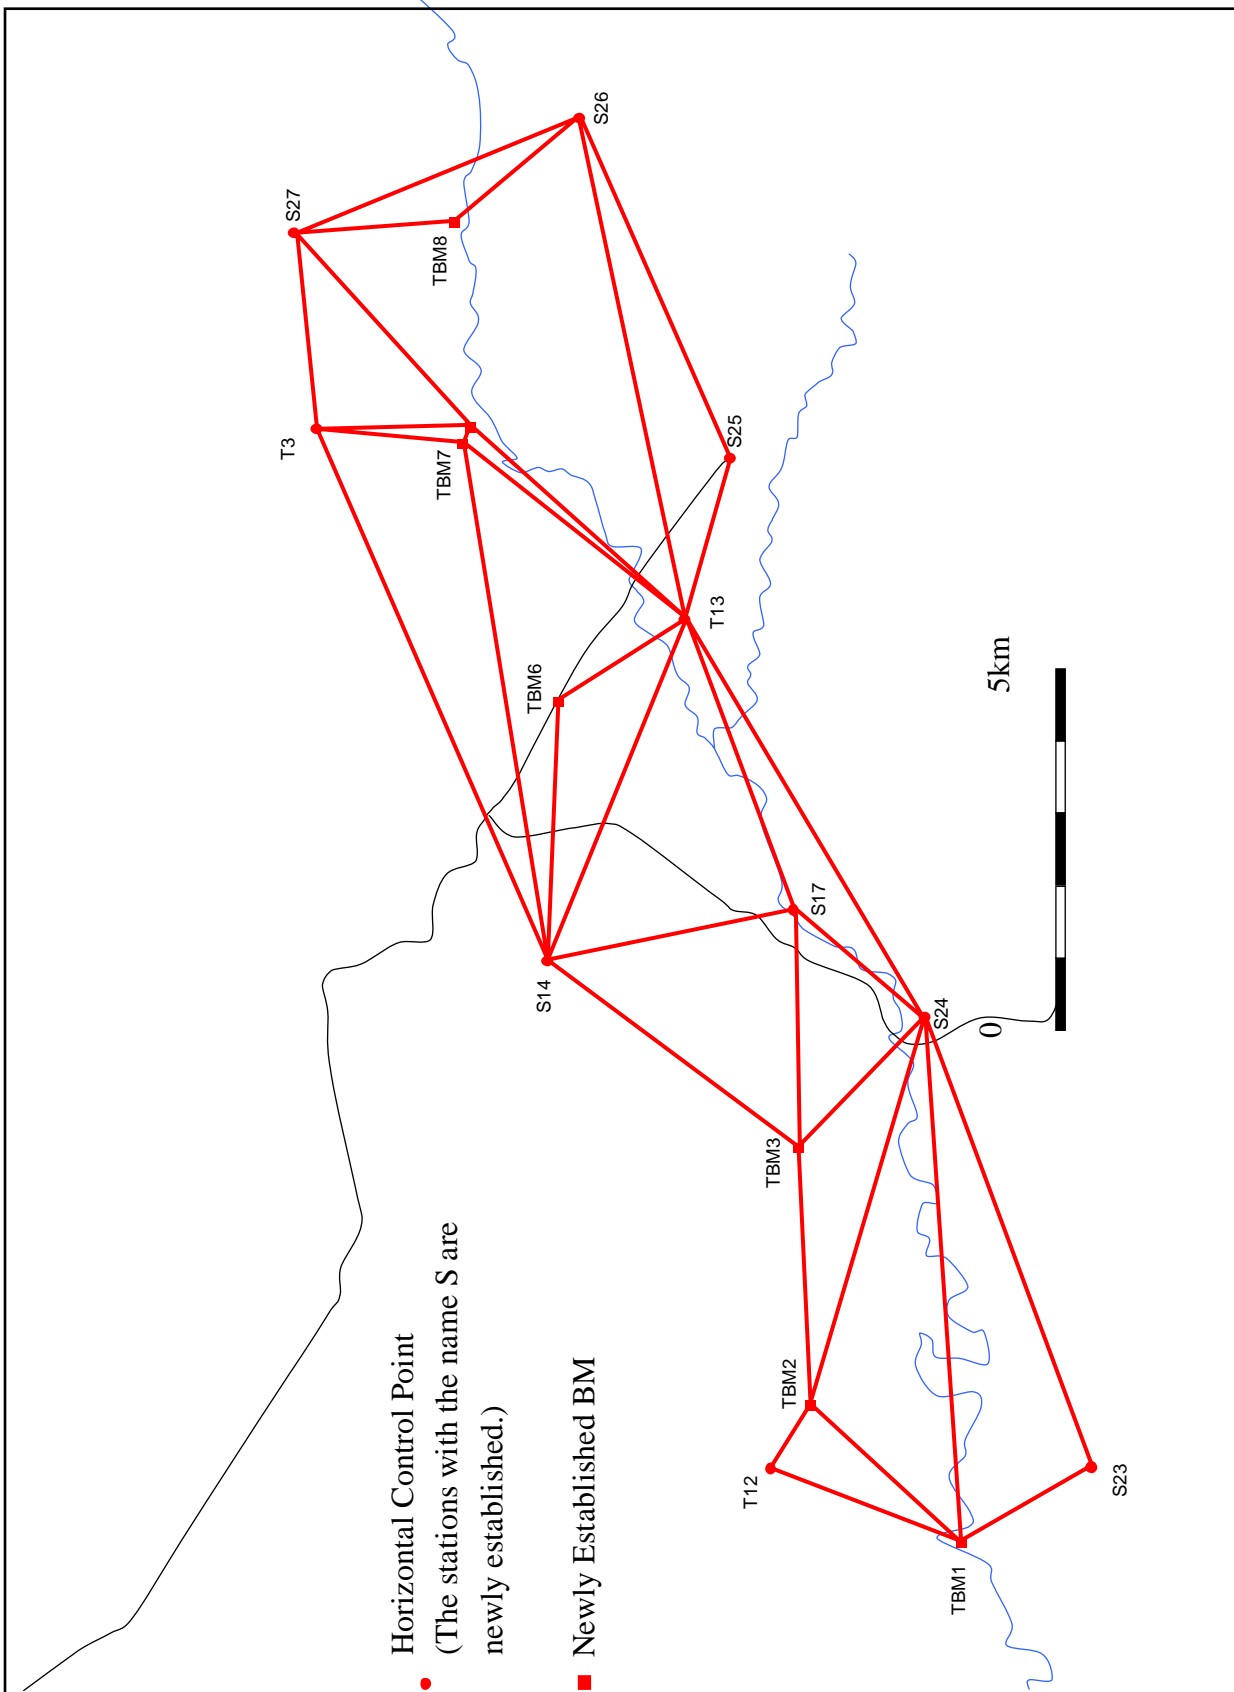 T3
S27
TBM8
TBM7
TBM6
S14
S26
T13
S25
T12
TBM3
TBM2
S17
S24
TBM1
S23
Horizontal Control Point
(The stations with the name S are
newly established.)
Newly Established BM
0
5km